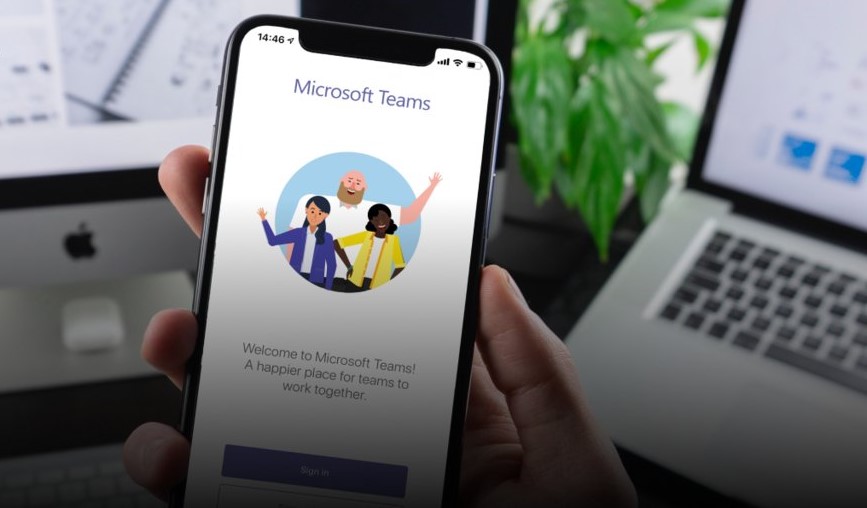 14:46
Microsoft Teams
Welcome to Microsoft Teams!
A happier place for teams to
work together.
Sign in